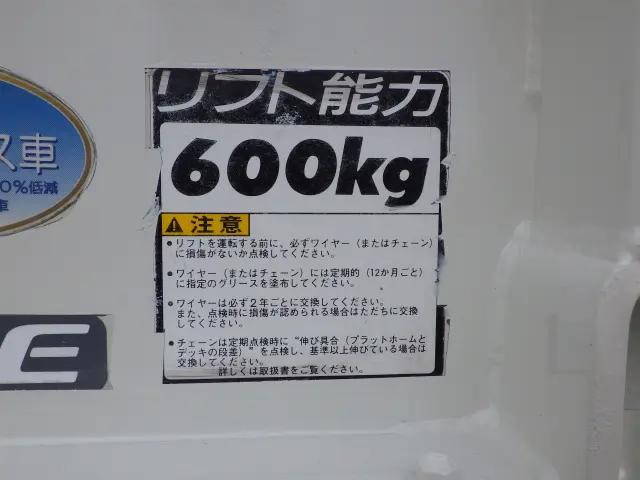 リフト能力
600kg
注意
●リフトを運転する前に、必ずワイヤー（またはチェーン）
に損傷がないか点検してください。
●ワイヤー（またはチェーン）には定期的（12か月ごと）
に指定のグリースを塗布してください。
●ワイヤーは必ず２年ごとに交換してください。
また、点検時に損傷が認められる場合はただちに交換
してください。
●チェーンは定期点検時に“伸び具合（プラットホームと
デッキの段差）”を点検し、基準以上伸びている場合は
交換してください。
詳しくは取扱書をご覧ください。
ス車
0%低減
車
E